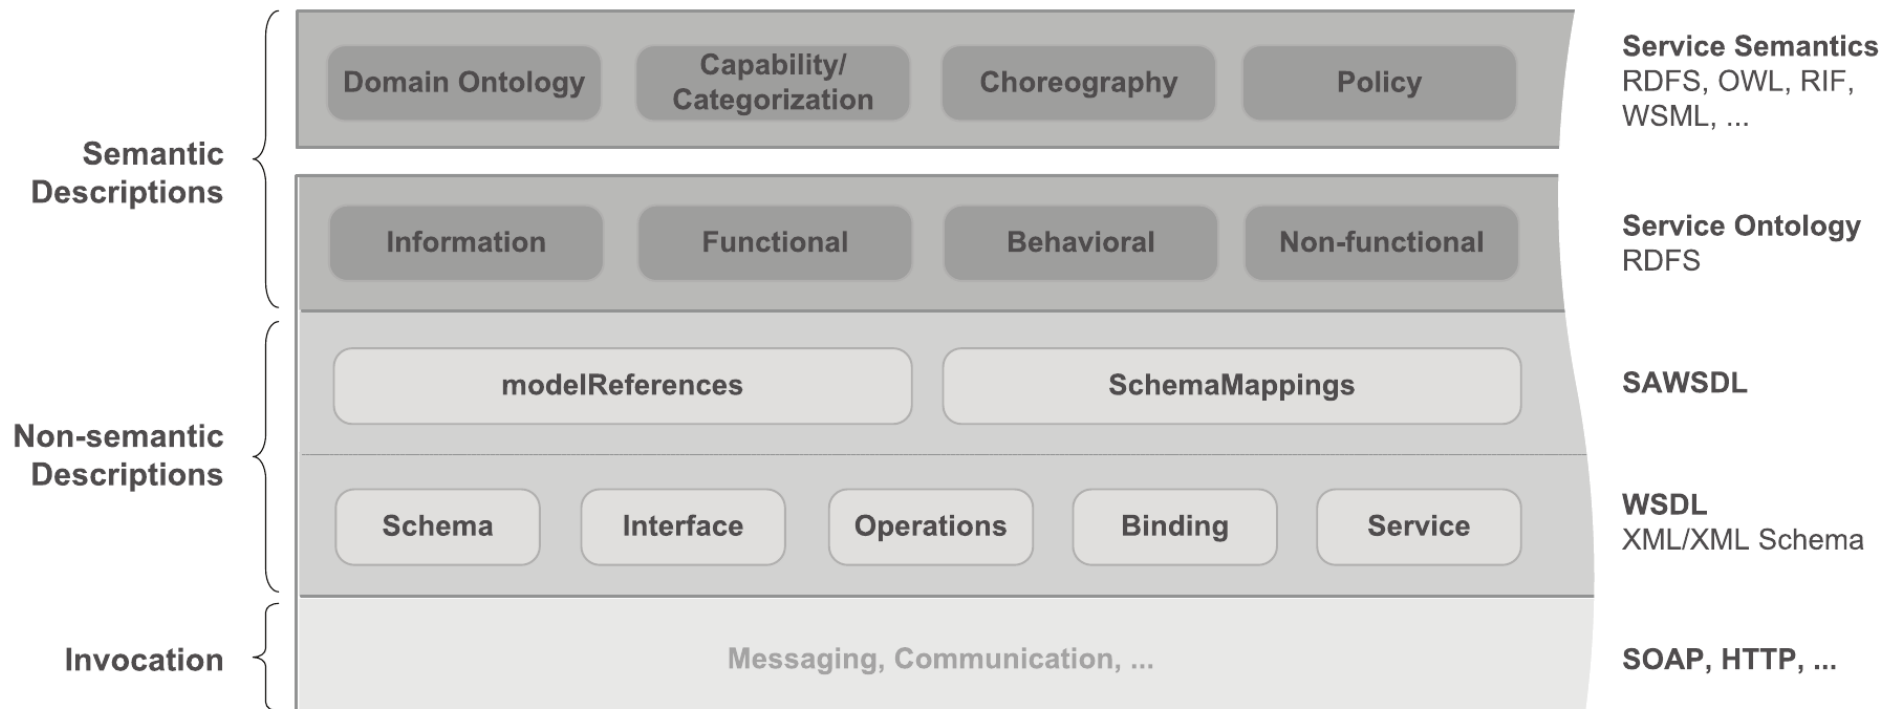 Semantic
Descriptions
Domain Ontology
Capability/
Categorization
Choreography
Policy
Service Semantics
RDFS, OWL, RIF,
WSML, ...
Information
Functional
Behavioral
Non-functional
Service Ontology
RDFS
Non-semantic
Descriptions
modelReferences
SchemaMappings
SAWSDL
Schema
Interface
Operations
Binding
Service
WSDL
XML/XML Schema
Invocation
Messaging, Communication, ...
SOAP, HTTP, ...